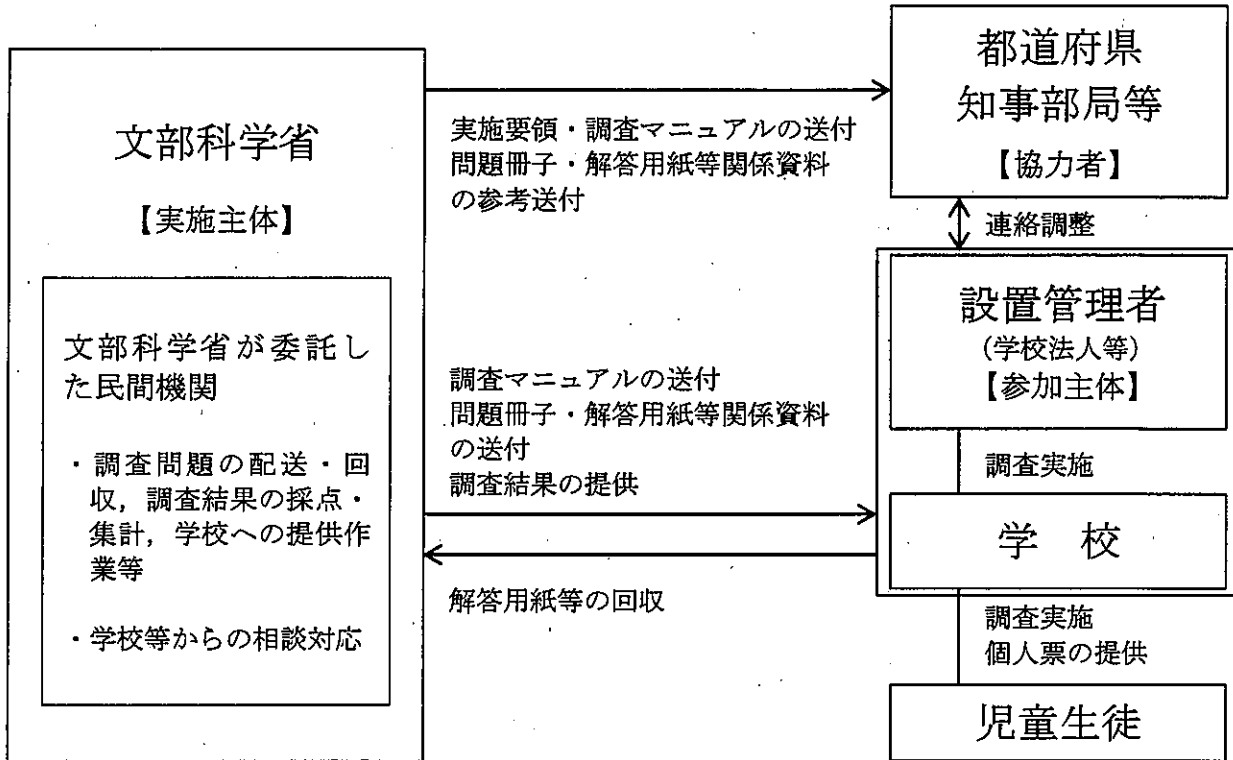 文部科学省
【実施主体】
文部科学省が委託し
た民間機関
・調査問題の配送・回
収，調査結果の採点・
集計，学校への提供作
業等
・学校等からの相談対応
実施要領・調査マニュアルの送付
問題冊子・解答用紙等関係資料
の参考送付
調査マニュアルの送付
問題冊子・解答用紙等関係資料
の送付
調査結果の提供
解答用紙等の回収
都道府県
知事部局等
【協力者】
連絡調整
設置管理者
（学校法人等）
【参加主体】
調査実施
学　校
調査実施
個人票の提供
児童生徒